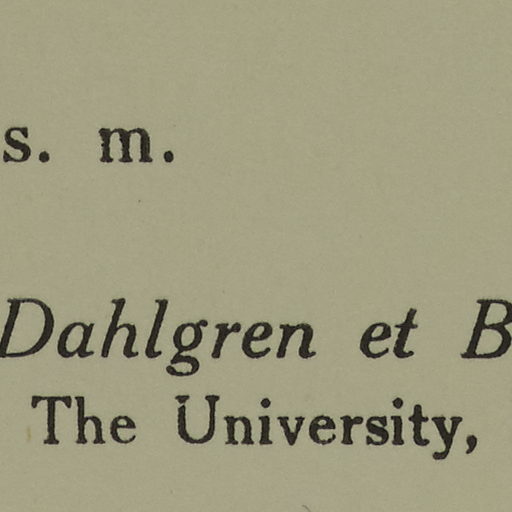 s. m.
Dahlgren et B
The University,